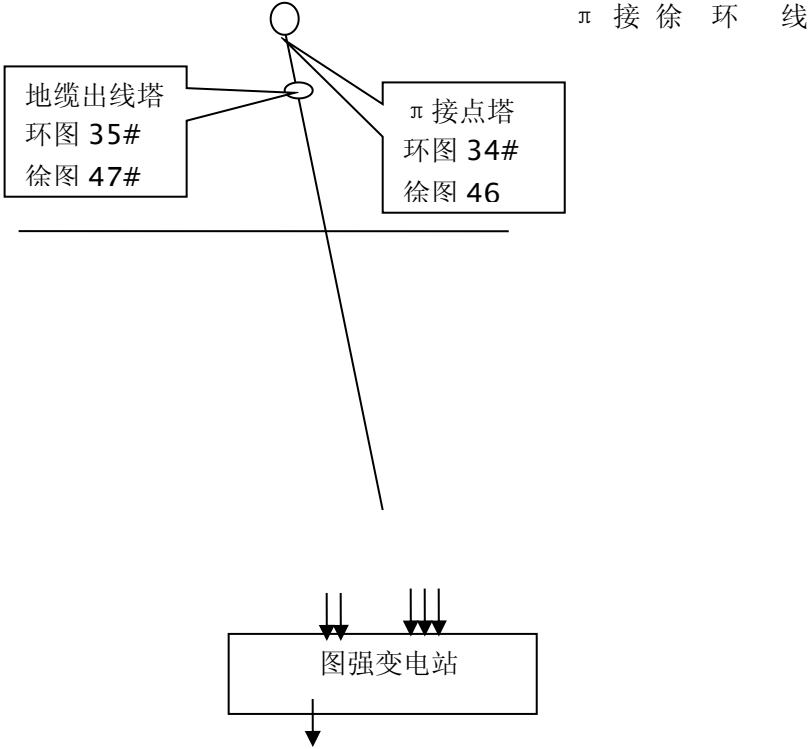 π 接 徐 环 线
地缆出线塔
环图 35#
徐图 47#
π 接点塔
环图 34#
徐图 46
图强变电站